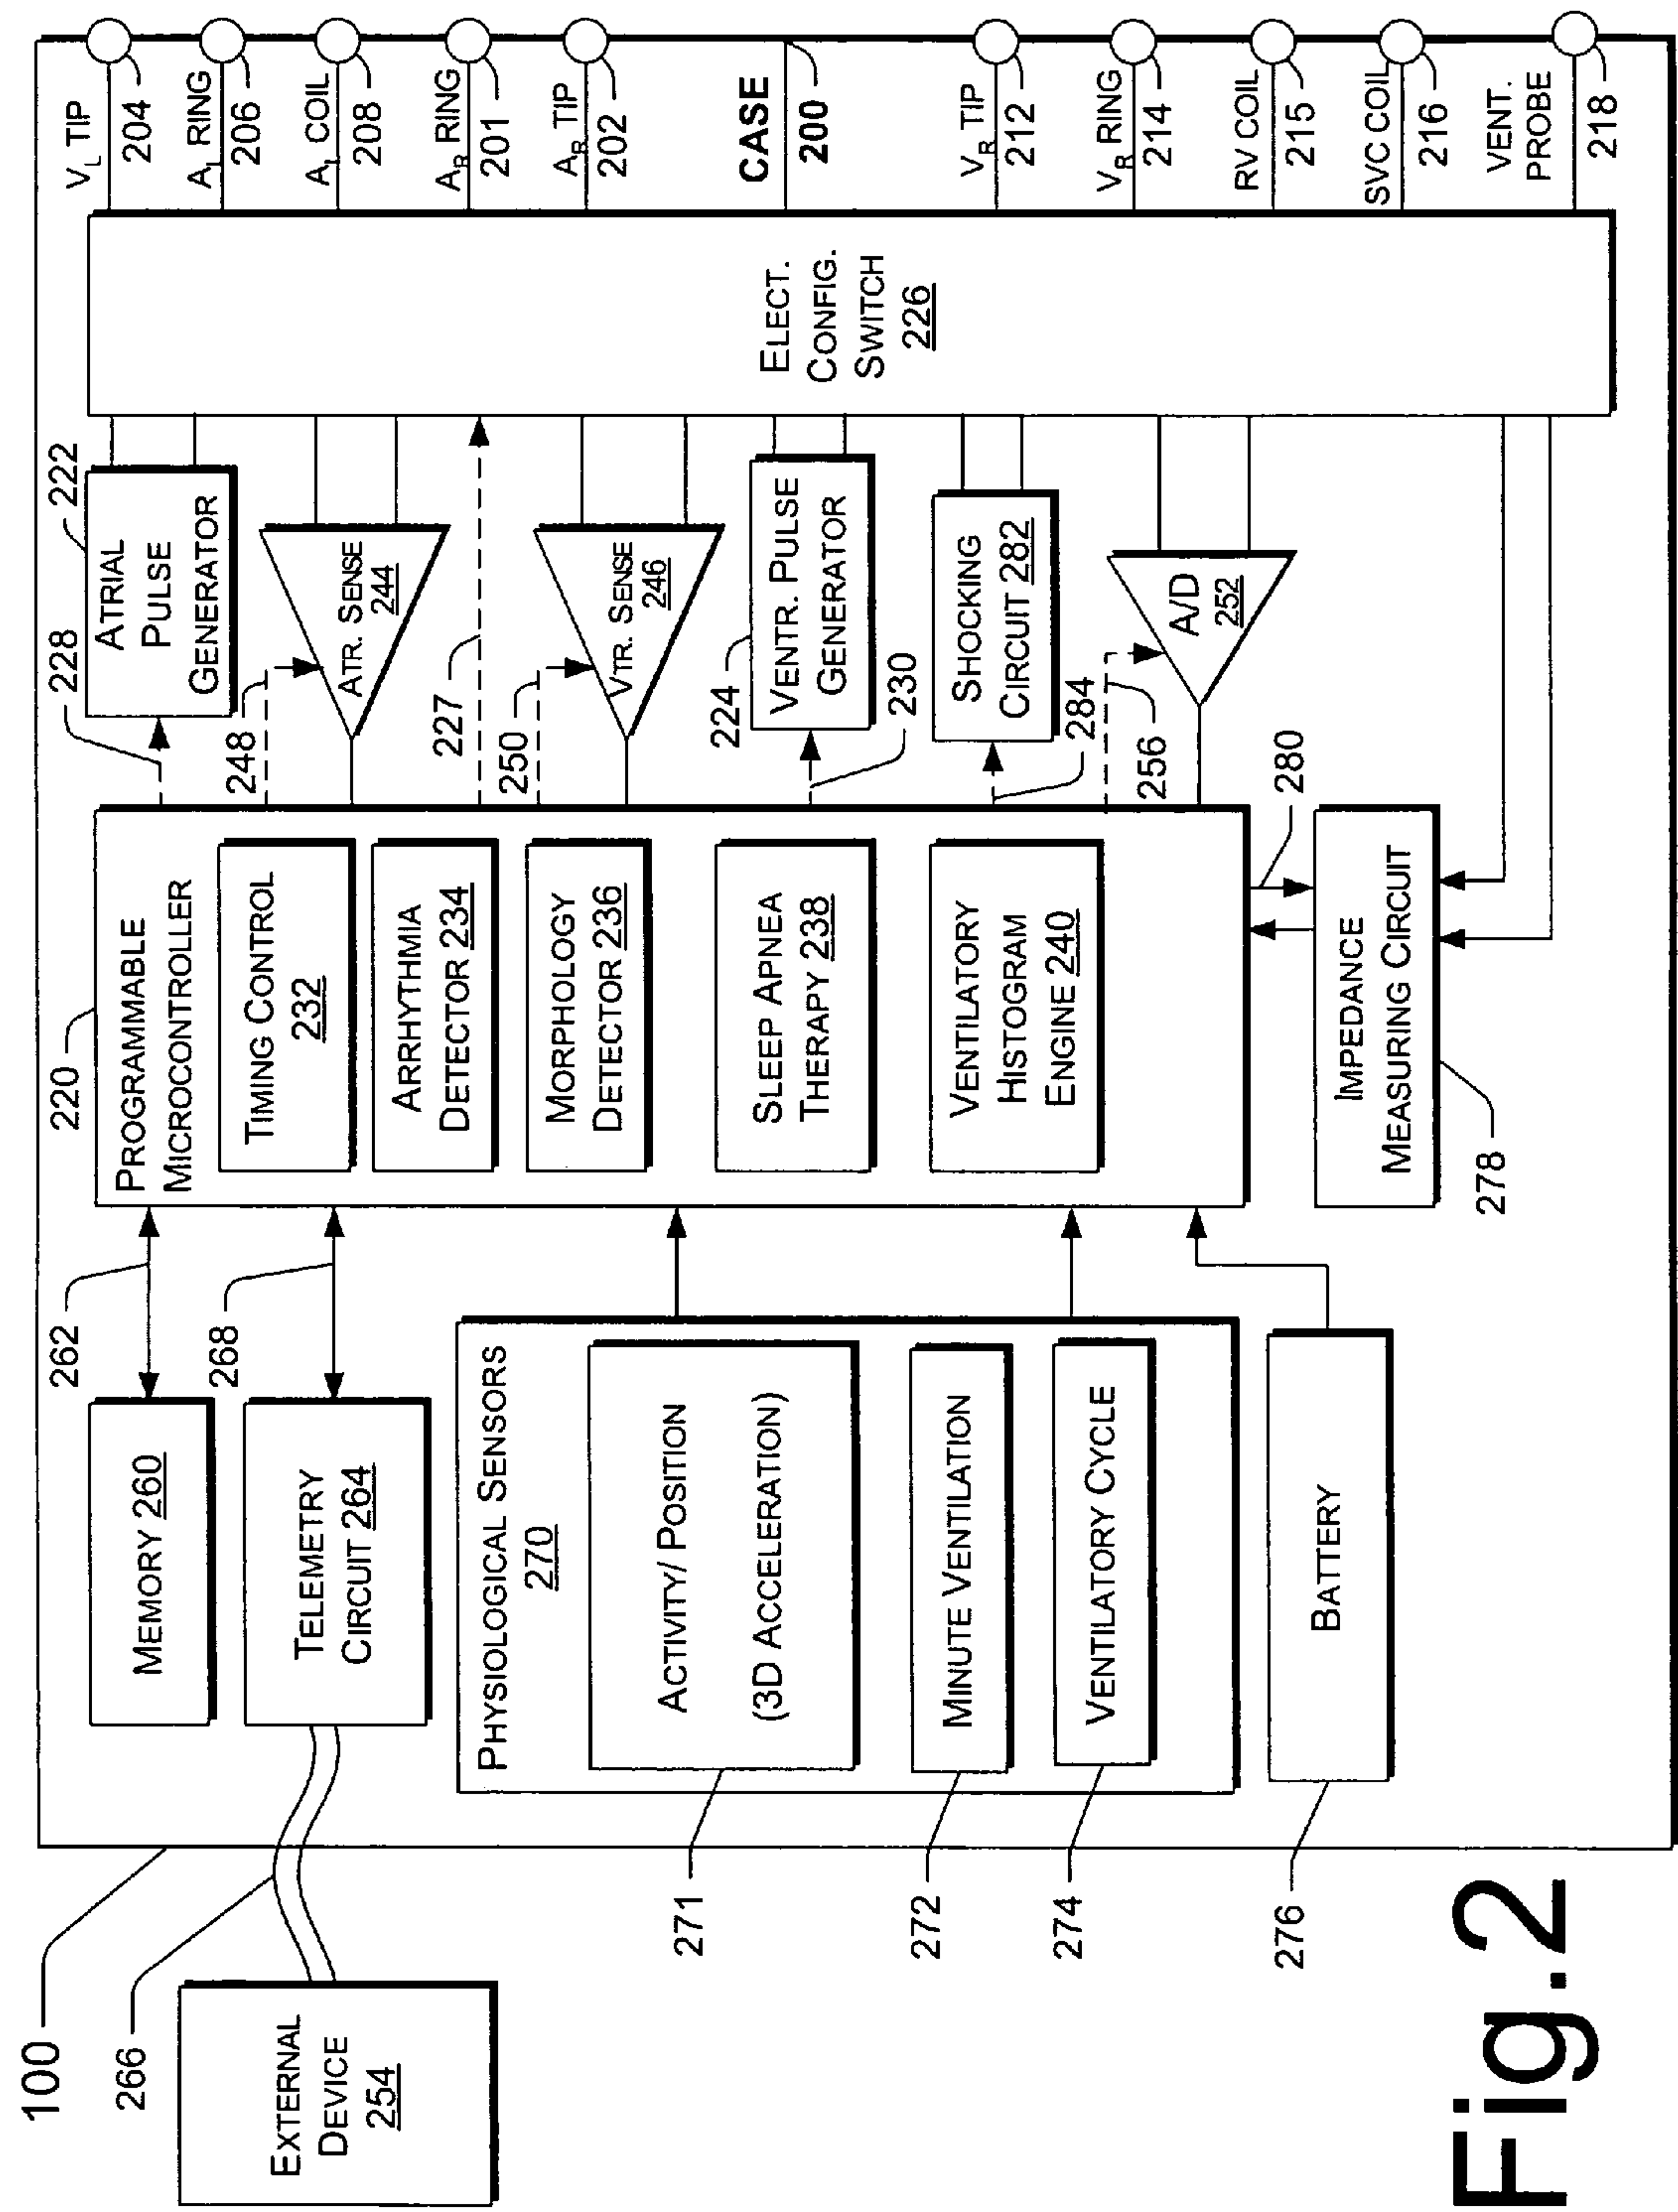 100
266
EXTERNAL
DEVICE
254
262
MEMORY 260
268
TELEMETRY
CIRCUIT 264
PHYSIOLOGICAL SENSORS
270
ACTIVITY/ POSITION
(3D ACCELERATION)
271
MINUTE VENTILATION
272
VENTILATORY CYCLE
274
BATTERY
276
220
PROGRAMMABLE
MICROCONTROLLER
TIMING CONTROL
232
ARRHYTHMIA
DETECTOR 234
MORPHOLOGY
DETECTOR 236
SLEEP APNEA
THERAPY 238
VENTILATORY
HISTOGRAM
ENGINE 240
IMPEDANCE
MEASURING CIRCUIT
278
280
228
222
ATRIAL
PULSE
GENERATOR
248
ATR. SENSE
244
227
250
VTR. SENSE
246
224
VENTR. PULSE
GENERATOR
230
SHOCKING
CIRCUIT 282
284
256
A/D
252
ELECT.
CONFIG.
SWITCH
226
VL TIP
204
AL RING
206
AL COIL
208
AR RING
201
AR TIP
202
CASE
200
VR TIP
212
VR RING
214
RV COIL
215
SVC COIL
216
VENT.
PROBE
218
Fig.2